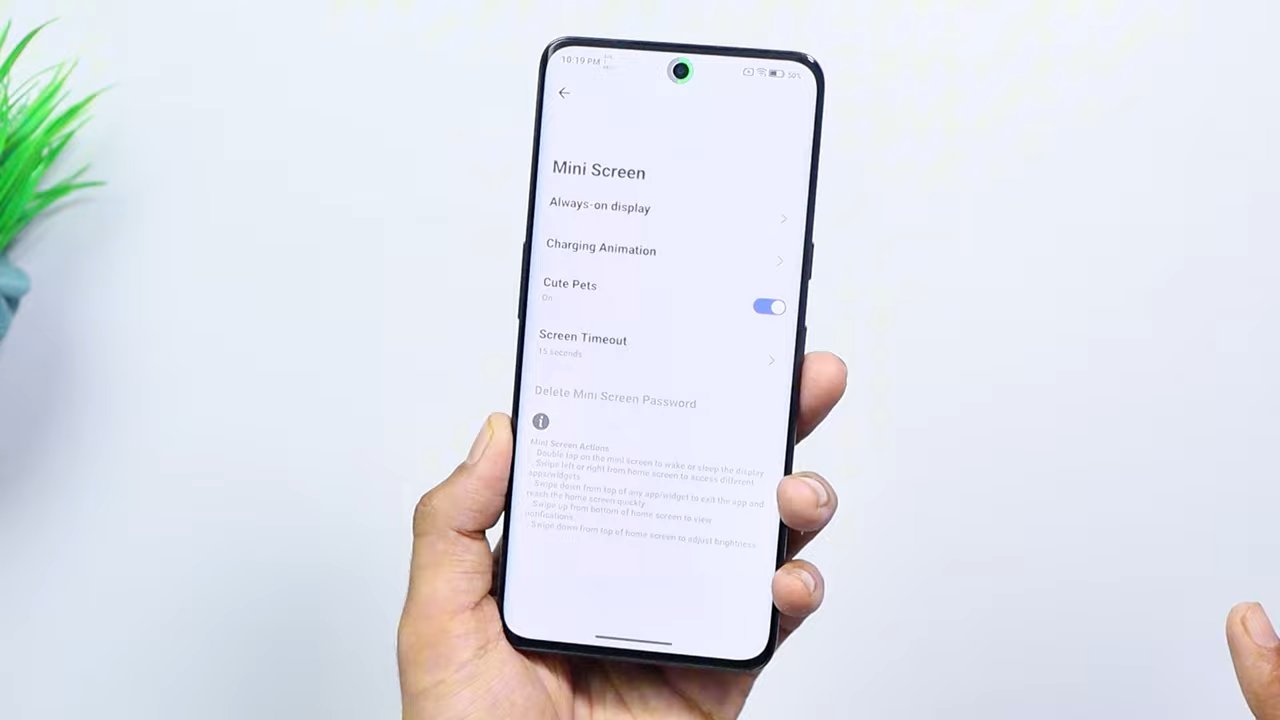 10:19 PM
50%
Mini Screen
Always-on display
Charging Animation
Cute Pets
On
Screen Timeout
15 seconds
Delete Mini Screen Password
Mini Screen Actions
Double tap on the mini screen to wake or sleep the display
Swipe left or right from home screen to access different
apps/widgets
Swipe down from top of any app/widget to exit the app and
reach the home screen quickly
Swipe up from bottom of home screen to view
notifications
Swipe down from top of home screen to adjust brightness